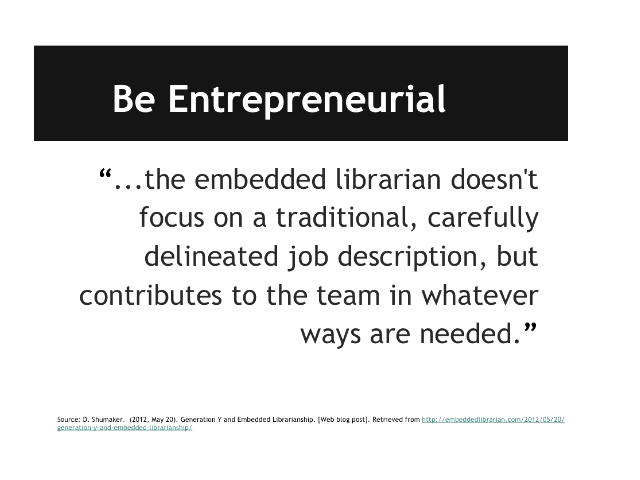 Be Entrepreneurial
“...the embedded librarian doesn't
focus on a traditional, carefully
delineated job description, but
contributes to the team in whatever
ways are needed.”
Source: D. Shumaker.  (2012, May 20). Generation Y and Embedded Librarianship. [Web blog post]. Retrieved from http://embeddedlibrarian.com/2012/05/20/
generation-y-and-embedded-librarianship/